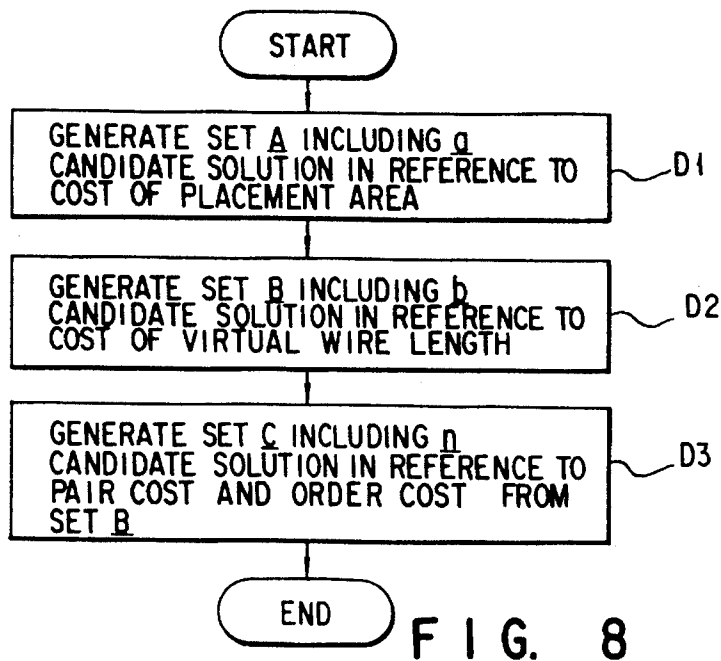 START
GENERATE SET A INCLUDING a
CANDIDATE SOLUTION IN REFERENCE TO
COST OF PLACEMENT AREA
D1
GENERATE SET B INCLUDING b
CANDIDATE SOLUTION IN REFERENCE TO
COST OF VIRTUAL WIRE LENGTH
D2
GENERATE SET C INCLUDING n
CANDIDATE SOLUTION IN REFERENCE TO
PAIR COST AND ORDER COST FROM
SET B
D3
END
FIG. 8